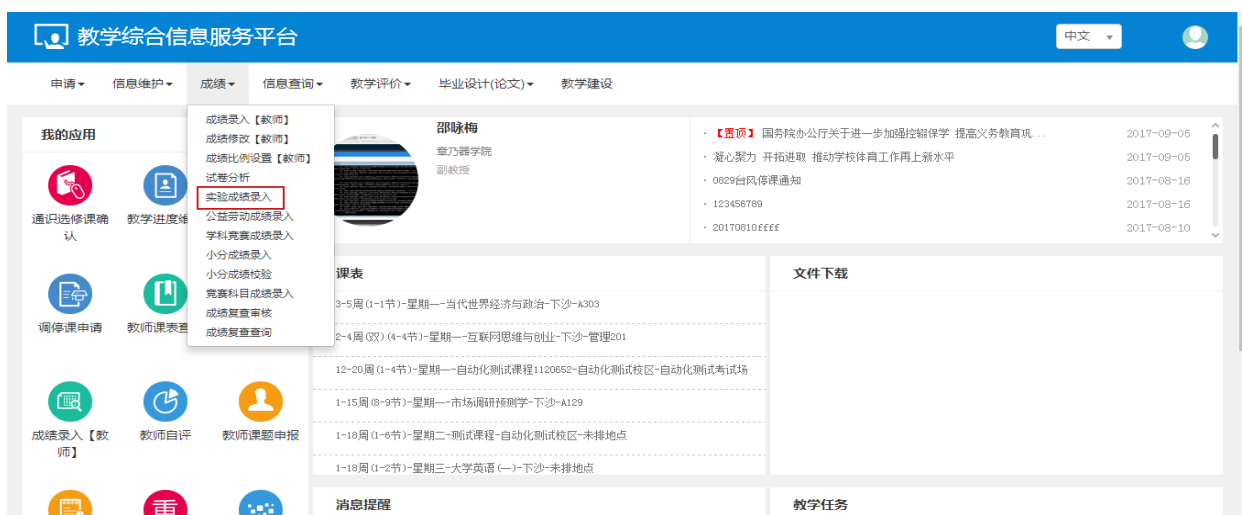 教学综合信息服务平台
中文
申请 信息维护 成绩 信息查询 教学评价 毕业设计(论文) 教学建设
我的应用
通识选修课确认
教学进度维
调停课申请
教师课表查
成绩录入【教师】
教师自评
教师课题申报
重
成绩录入【教师】
成绩修改【教师】
成绩比例设置【教师】
试卷分析
实验成绩录入
公益劳动成绩录入
学科竞赛成绩录入
小分成绩录入
小分成绩校验
竞赛科目成绩录入
成绩复查审核
成绩复查查询
邵咏梅
章乃器学院
副教授
· 【置顶】 国务院办公厅关于进一步加强控辍保学 提高义务教育巩... 2017-09-05
· 凝心聚力 开拓进取 推动学校体育工作再上新水平 2017-09-05
· 0829台风停课通知 2017-08-16
· 123456789 2017-08-16
· 20170810ffff 2017-08-10
课表
3-5周(1-1节)-星期一-当代世界经济与政治-下沙-A303
2-4周(双)(4-4节)-星期一-互联网思维与创业-下沙-管理201
12-20周(1-4节)-星期一-自动化测试课程1120652-自动化测试校区-自动化测试考试场
1-15周(8-9节)-星期一-市场调研预测学-下沙-A129
1-18周(1-6节)-星期二-测试课程-自动化测试校区-未排地点
1-18周(1-2节)-星期三-大学英语(一)-下沙-未排地点
文件下载
消息提醒
教学任务